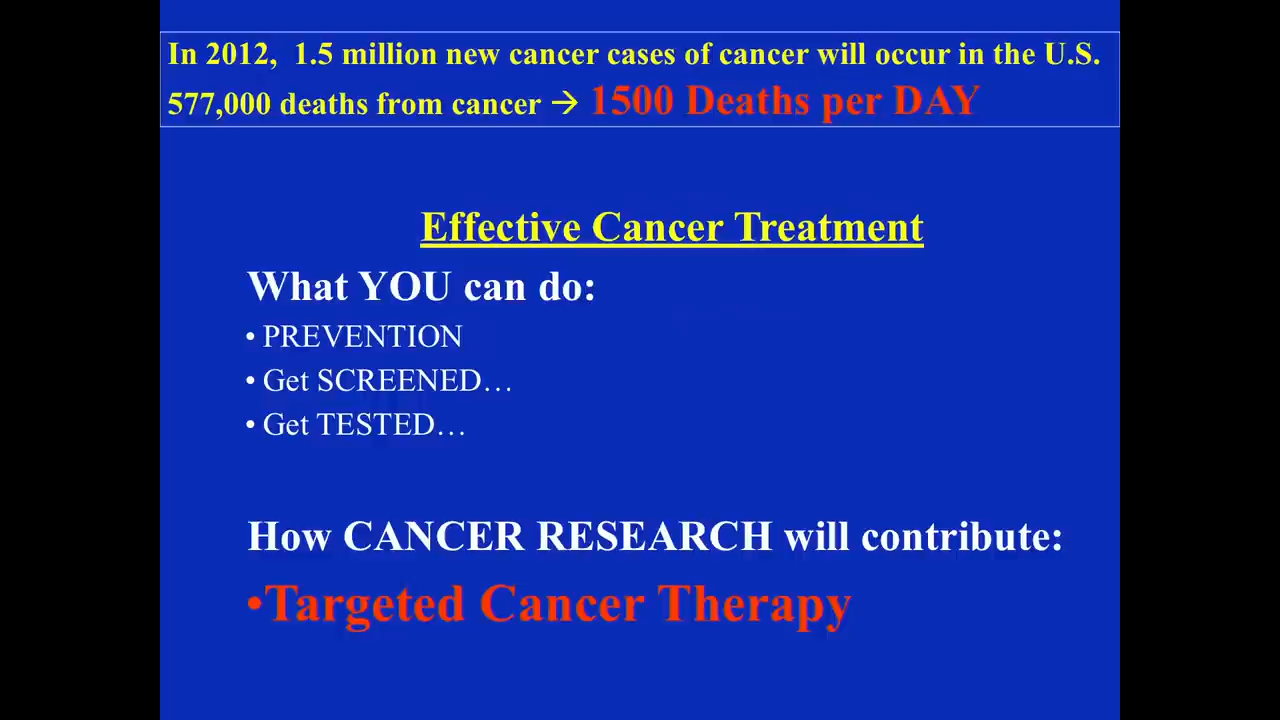 In 2012,  1.5 million new cancer cases of cancer will occur in the U.S.
577,000 deaths from cancer → 1500 Deaths per DAY
Effective Cancer Treatment
What YOU can do:
• PREVENTION
• Get SCREENED…
• Get TESTED…
How CANCER RESEARCH will contribute:
•Targeted Cancer Therapy